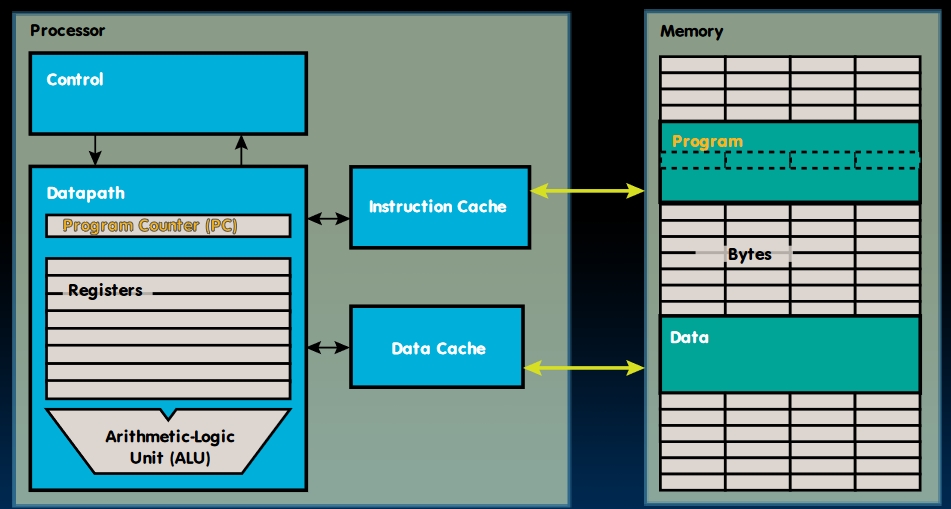 Processor
Control
Datapath
Program Counter (PC)
Registers
Arithmetic-Logic
Unit (ALU)
Instruction Cache
Data Cache
Memory
Program
Bytes
Data